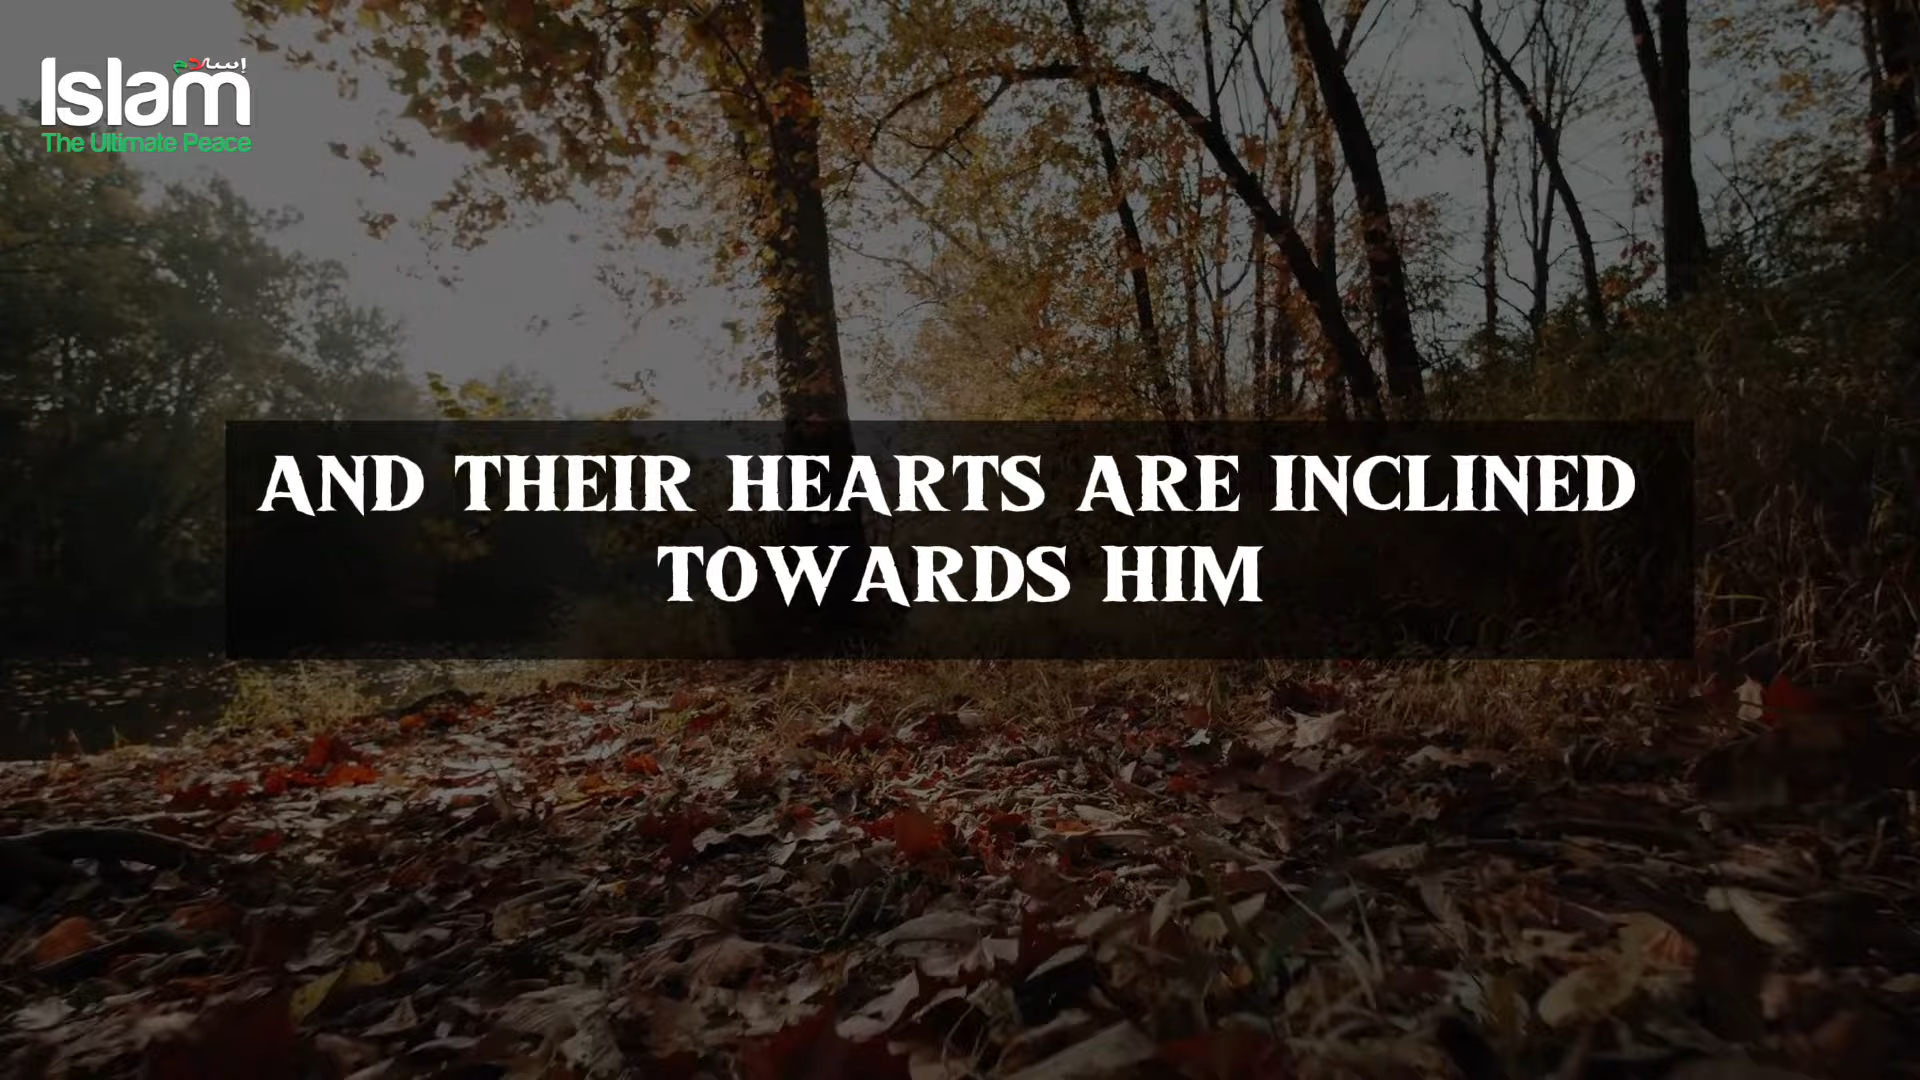 Islam
The Ultimate Peace
AND THEIR HEARTS ARE INCLINED
TOWARDS HIM